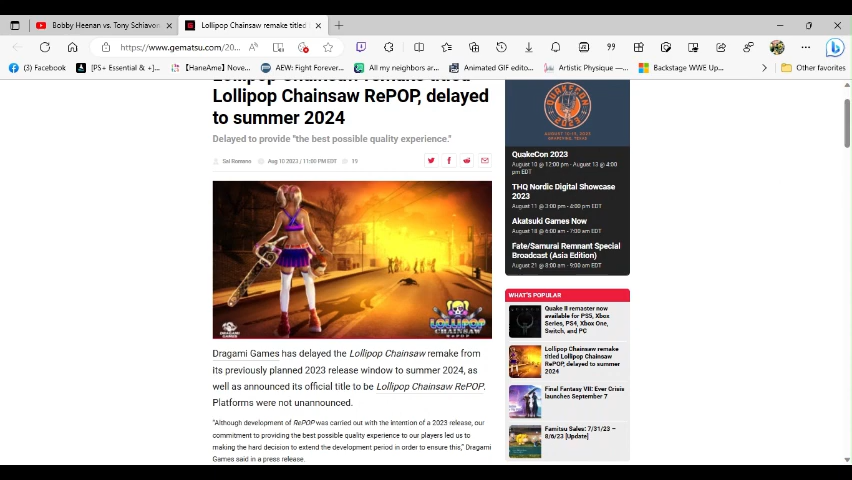 Bobby Heenan vs. Tony Schiavon
Lollipop Chainsaw remake titled
https://www.gematsu.com/20...
(3) Facebook
[PS+ Essential & +]...
【HaneAme】Nove...
AEW: Fight Forever...
All my neighbors ar...
Animated GIF edito...
Artistic Physique —...
Backstage WWE Up...
Other favorites
Lollipop Chainsaw remake titled
Lollipop Chainsaw RePOP, delayed
to summer 2024
Delayed to provide "the best possible quality experience."
Sal Romano
Aug 10 2023 / 11:00 PM EDT
19
DRAGAMI
GAMES
LOLLIPOP
CHAINSAW
RePOP
Dragami Games has delayed the Lollipop Chainsaw remake from
its previously planned 2023 release window to summer 2024, as
well as announced its official title to be Lollipop Chainsaw RePOP.
Platforms were not unannounced.
"Although development of RePOP was carried out with the intention of a 2023 release, our
commitment to providing the best possible quality experience to our players led us to
making the hard decision to extend the development period in order to ensure this," Dragami
Games said in a press release.
QUAKECON
QuakeCon 2023
August 10 @ 12:00 pm - August 13 @ 4:00
pm EDT
THQ Nordic Digital Showcase
2023
August 11 @ 3:00 pm - 4:00 pm EDT
Akatsuki Games Now
August 18 @ 6:00 am - 7:00 am EDT
Fate/Samurai Remnant Special
Broadcast (Asia Edition)
August 21 @ 8:00 am - 9:00 am EDT
WHAT'S POPULAR
Quake II remaster now
available for PS5, Xbox
Series, PS4, Xbox One,
Switch, and PC
Lollipop Chainsaw remake
titled Lollipop Chainsaw
RePOP, delayed to summer
2024
Final Fantasy VII: Ever Crisis
launches September 7
Famitsu Sales: 7/31/23 –
8/6/23 [Update]